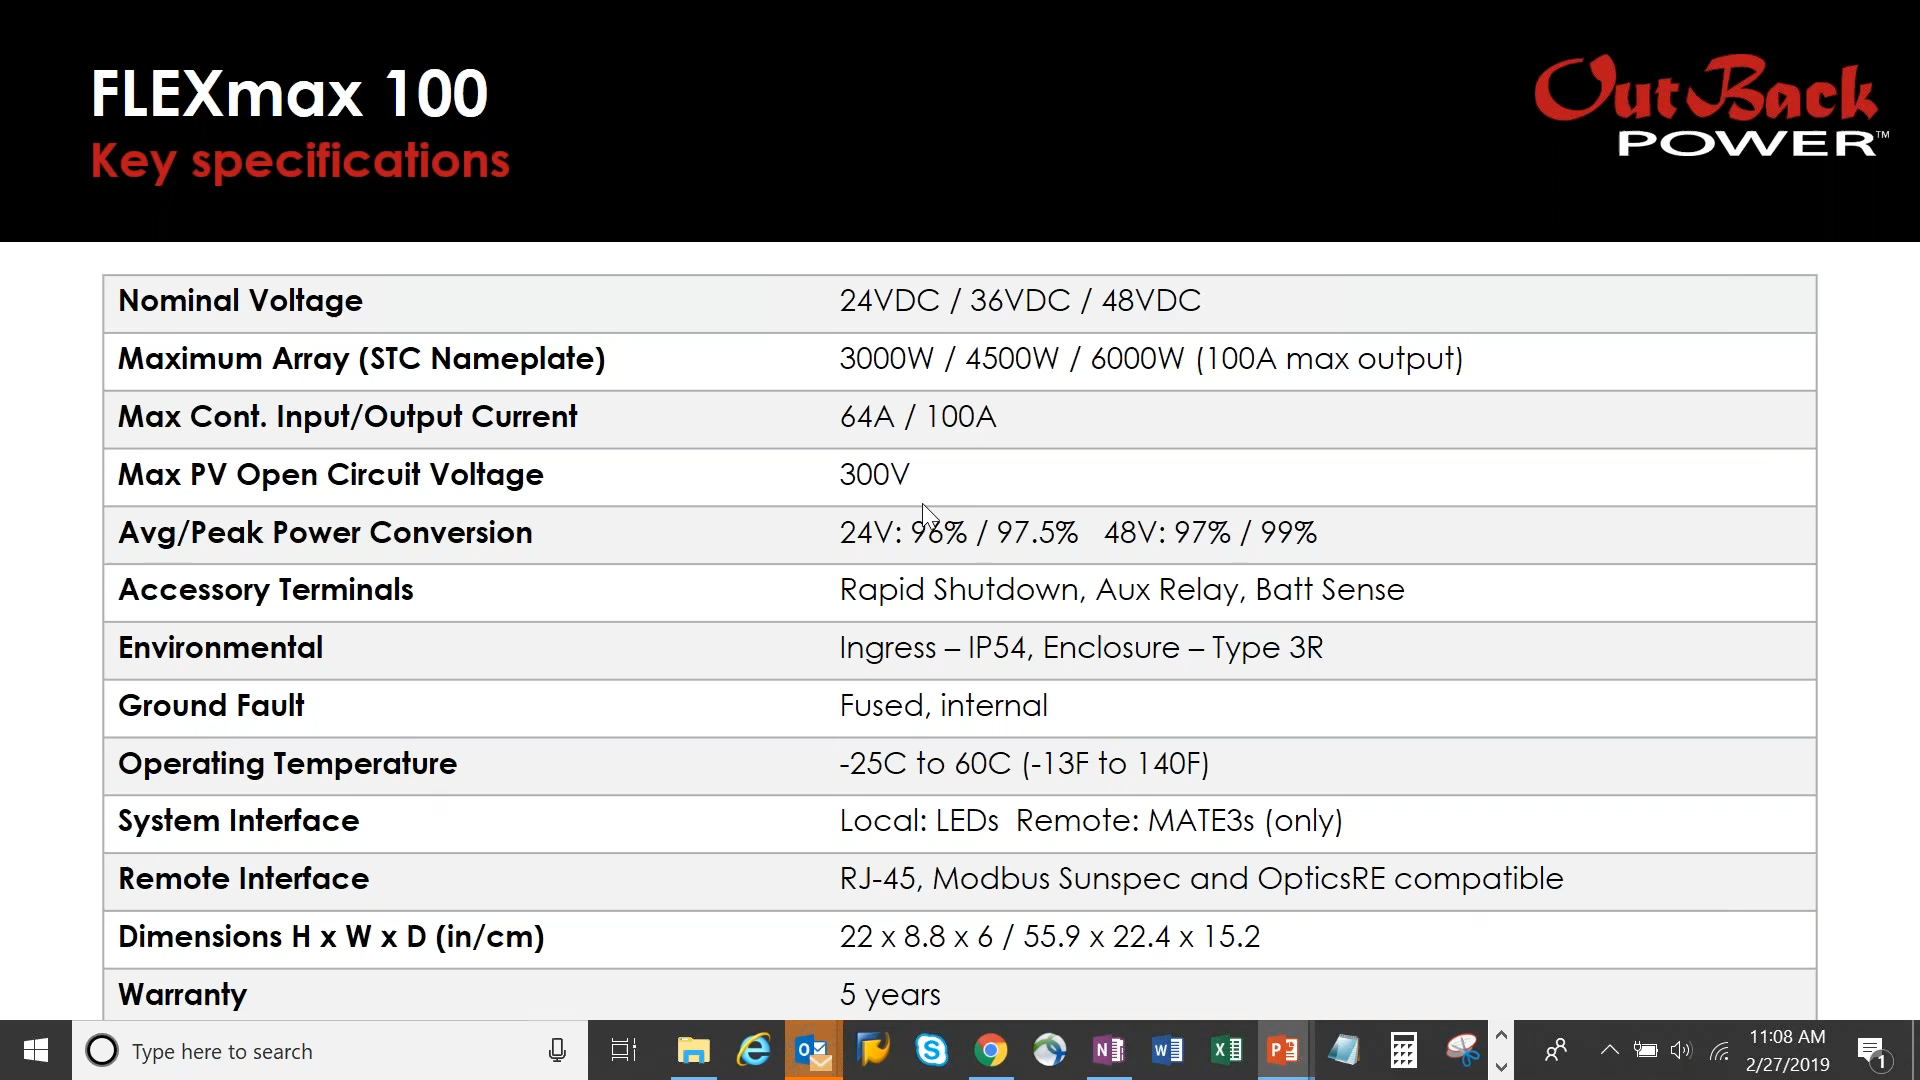 FLEXmax 100
Key specifications
OutBack
POWER™
Nominal Voltage 24VDC / 36VDC / 48VDC
Maximum Array (STC Nameplate) 3000W / 4500W / 6000W (100A max output)
Max Cont. Input/Output Current 64A / 100A
Max PV Open Circuit Voltage 300V
Avg/Peak Power Conversion 24V: 96% / 97.5% 48V: 97% / 99%
Accessory Terminals Rapid Shutdown, Aux Relay, Batt Sense
Environmental Ingress – IP54, Enclosure – Type 3R
Ground Fault Fused, internal
Operating Temperature -25C to 60C (-13F to 140F)
System Interface Local: LEDs Remote: MATE3s (only)
Remote Interface RJ-45, Modbus Sunspec and OpticsRE compatible
Dimensions H x W x D (in/cm) 22 x 8.8 x 6 / 55.9 x 22.4 x 15.2
Warranty 5 years
Type here to search
11:08 AM
2/27/2019
1